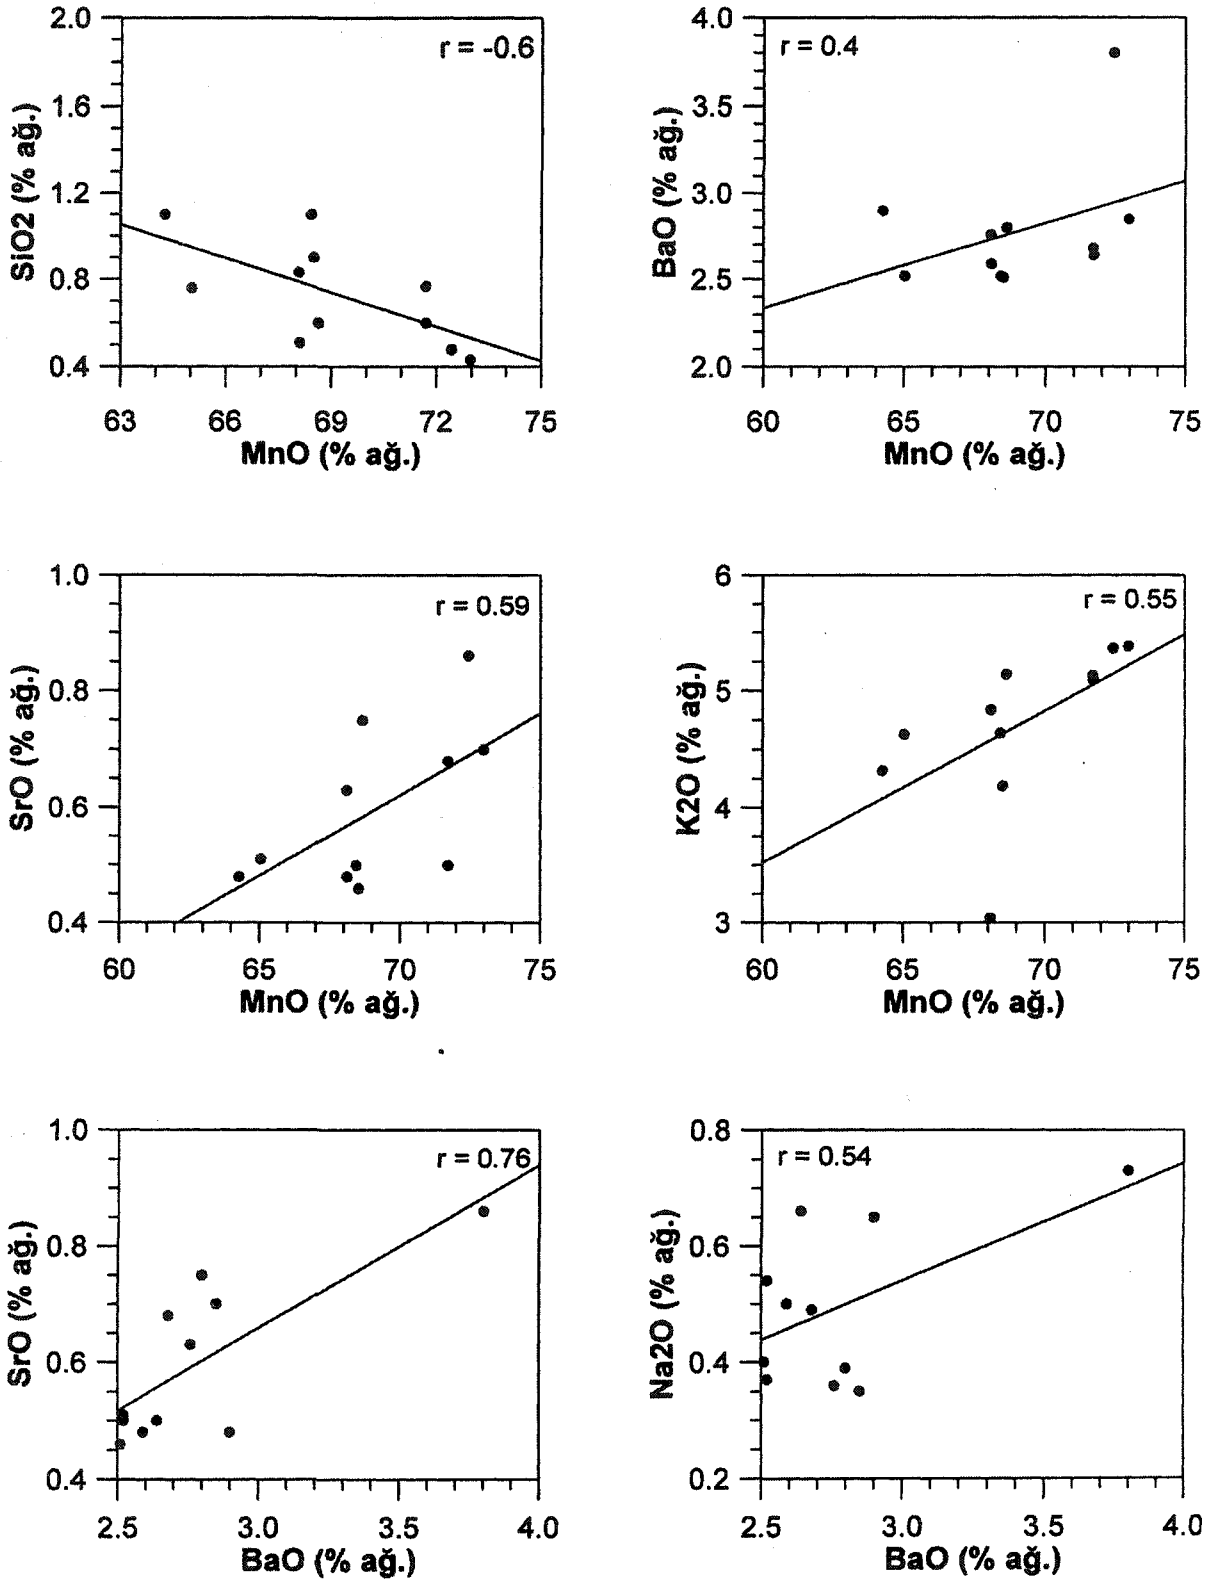 2.0
1.6
1.2
0.8
0.4
SiO2 (% ağ.)
r = -0.6
63 66 69 72 75
MnO (% ağ.)
4.0
3.5
3.0
2.5
2.0
BaO (% ağ.)
r = 0.4
60 65 70 75
MnO (% ağ.)
1.0
0.8
0.6
0.4
SrO (% ağ.)
r = 0.59
60 65 70 75
MnO (% ağ.)
6
5
4
3
K2O (% ağ.)
r = 0.55
60 65 70 75
MnO (% ağ.)
1.0
0.8
0.6
0.4
SrO (% ağ.)
r = 0.76
2.5 3.0 3.5 4.0
BaO (% ağ.)
0.8
0.6
0.4
0.2
Na2O (% ağ.)
r = 0.54
2.5 3.0 3.5 4.0
BaO (% ağ.)